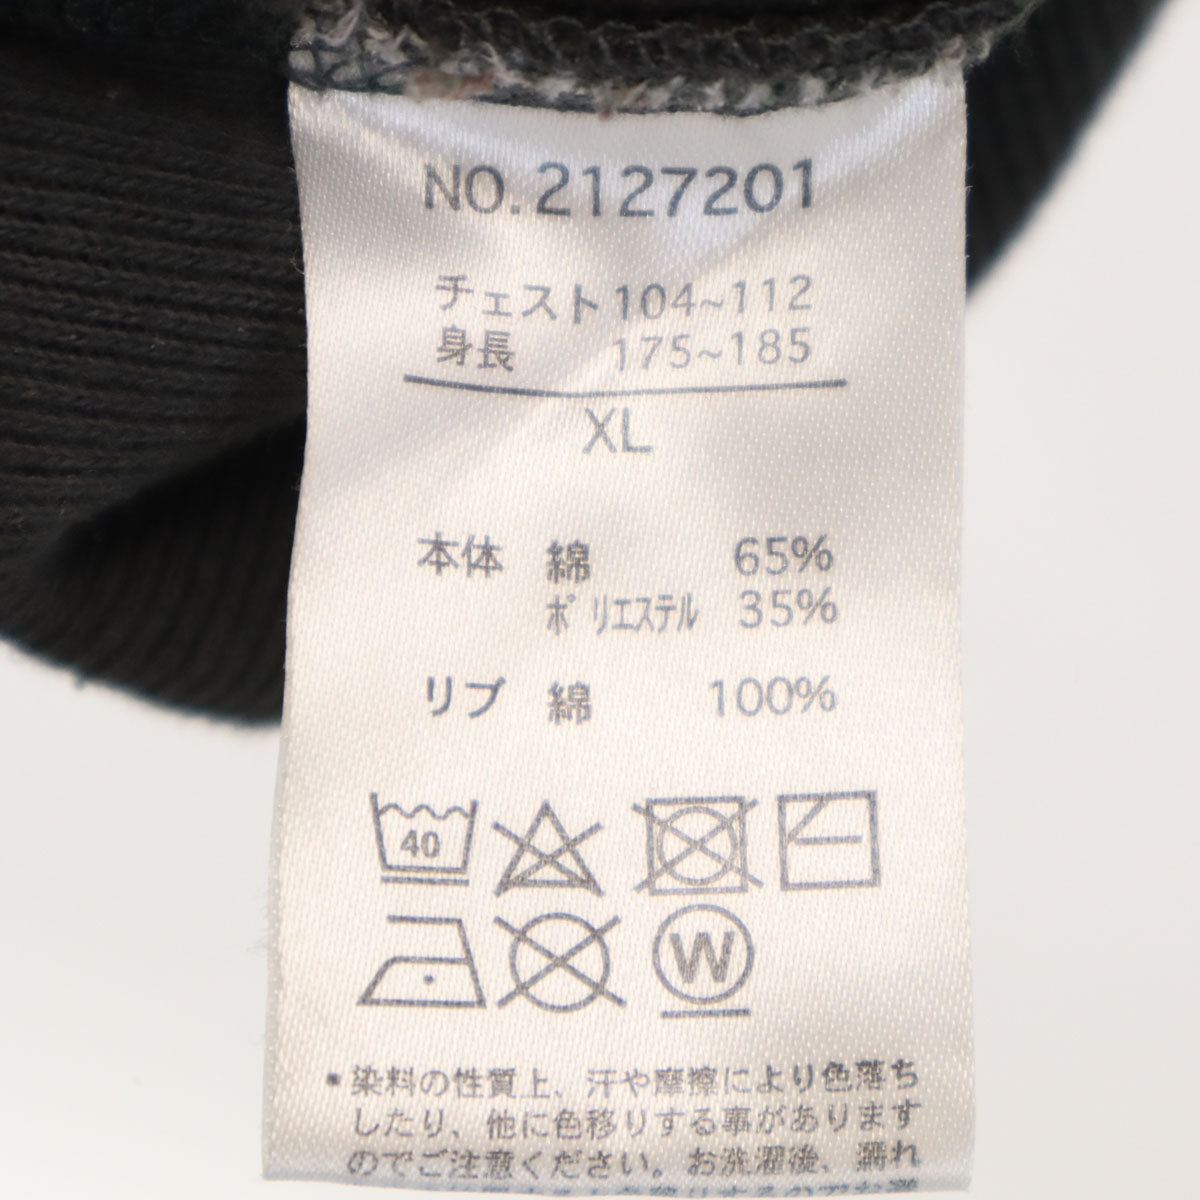 NO.2127201
チェスト104~112
身長 175~185
XL
本体 綿 65%
ポリエステル 35%
リブ 綿 100%
40
W
•染料の性質上、汗や摩擦により色落ち
したり、他に色移りする事があります
のでご注意ください。お洗濯後、濡れ